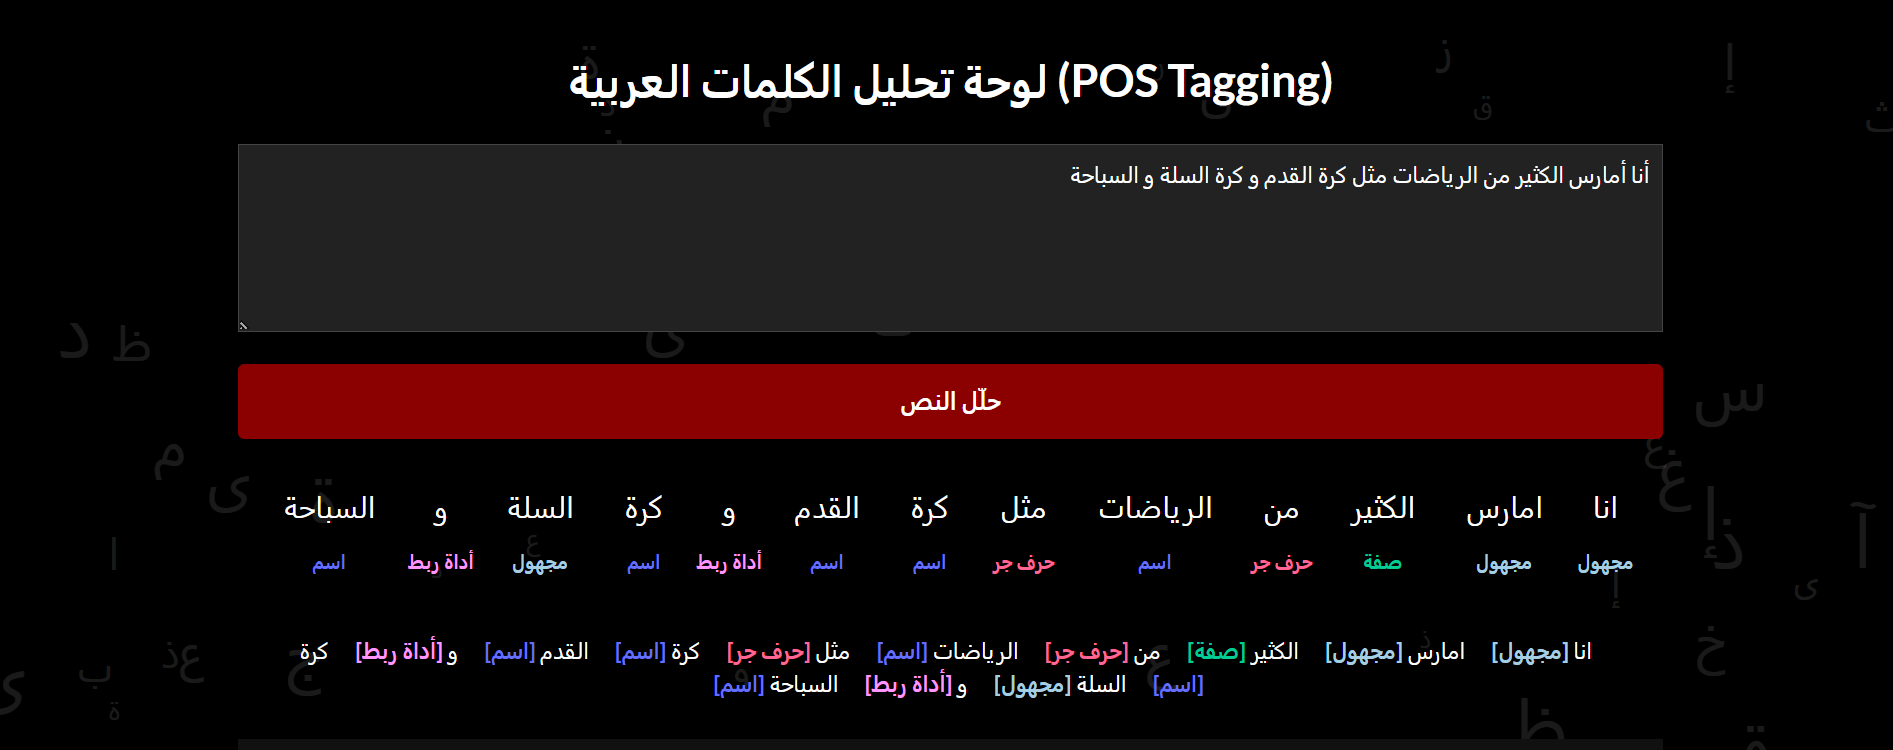 لوحة تحليل الكلمات العربية (POS Tagging)
أنا أمارس الكثير من الرياضات مثل كرة القدم و كرة السلة و السباحة
حلّل النص
انا امارس الكثير من الرياضات مثل كرة القدم و كرة السلة و السباحة
مجهول مجهول صفة حرف جر اسم حرف جر اسم اسم أداة ربط اسم مجهول أداة ربط اسم
انا [مجهول] امارس [مجهول] الكثير [صفة] من [حرف جر] الرياضات [اسم] مثل [حرف جر] كرة [اسم] القدم [اسم] و [أداة ربط] كرة
[اسم] السلة [مجهول] و [أداة ربط] السباحة [اسم]